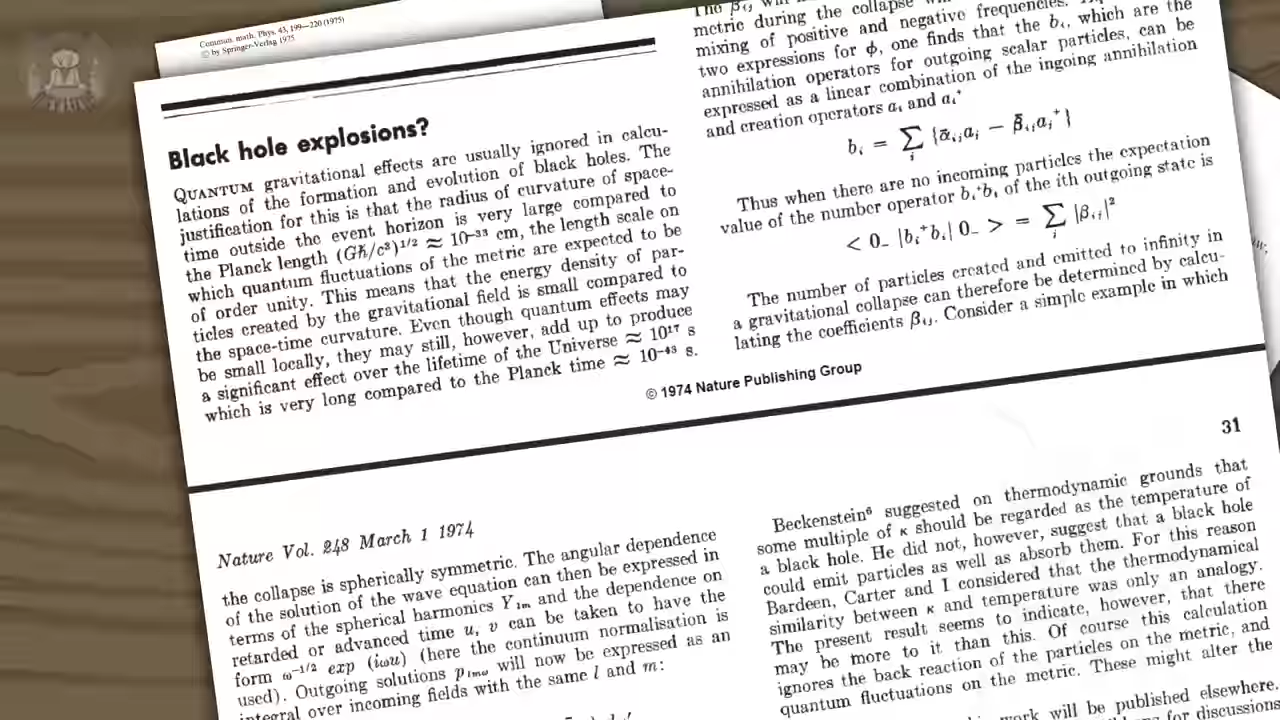 Commun. math. Phys. 43, 199—220 (1975)
© by Springer-Verlag 1975
Black hole explosions?
QUANTUM gravitational effects are usually ignored in calcu-
lations of the formation and evolution of black holes. The
justification for this is that the radius of curvature of space-
time outside the event horizon is very large compared to
the Planck length (Għ/c³)¹/² ≈ 10⁻³³ cm, the length scale on
which quantum fluctuations of the metric are expected to be
of order unity. This means that the energy density of par-
ticles created by the gravitational field is small compared to
the space-time curvature. Even though quantum effects may
be small locally, they may still, however, add up to produce
a significant effect over the lifetime of the Universe ≈ 10¹⁷ s
which is very long compared to the Planck time ≈ 10⁻⁴³ s.
metric during the collapse
mixing of positive and negative frequencies.
two expressions for ϕ, one finds that the bᵢ, which are the
annihilation operators for outgoing scalar particles, can be
expressed as a linear combination of the ingoing annihilation
and creation operators aᵢ and aᵢ⁺
bᵢ = ∑ {ᾱᵢⱼaⱼ − β̄ᵢⱼaⱼ⁺}
Thus when there are no incoming particles the expectation
value of the number operator bᵢ⁺bᵢ of the ith outgoing state is
< 0₋ |bᵢ⁺bᵢ| 0₋ > = ∑ |βᵢⱼ|²
The number of particles created and emitted to infinity in
a gravitational collapse can therefore be determined by calcu-
lating the coefficients βᵢⱼ. Consider a simple example in which
© 1974 Nature Publishing Group
31
Nature Vol. 248 March 1 1974
the collapse is spherically symmetric. The angular dependence
of the solution of the wave equation can then be expressed in
terms of the spherical harmonics Yₗₘ and the dependence on
retarded or advanced time u, v can be taken to have the
form ω⁻¹/² exp (iωu) (here the continuum normalisation is
used). Outgoing solutions pₗₘω will now be expressed as an
integral over incoming fields with the same l and m:
Beckenstein⁶ suggested on thermodynamic grounds that
some multiple of κ should be regarded as the temperature of
a black hole. He did not, however, suggest that a black hole
could emit particles as well as absorb them. For this reason
Bardeen, Carter and I considered that the thermodynamical
similarity between κ and temperature was only an analogy.
The present result seems to indicate, however, that there
may be more to it than this. Of course this calculation
ignores the back reaction of the particles on the metric, and
quantum fluctuations on the metric. These might alter the
work will be published elsewhere.
for discussions